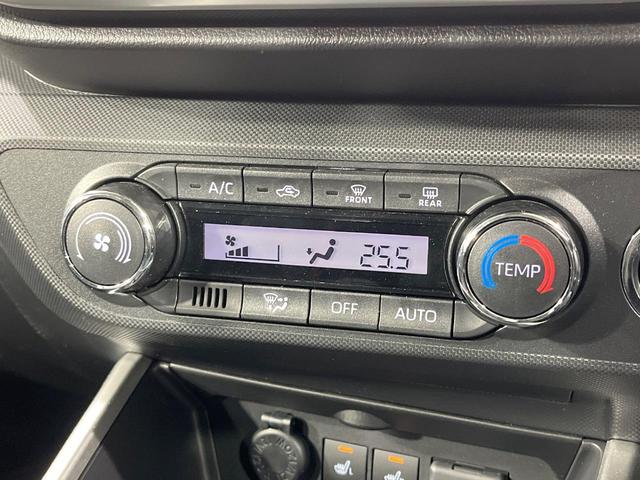 A/C
FRONT
REAR
25.5
TEMP
OFF
AUTO
L